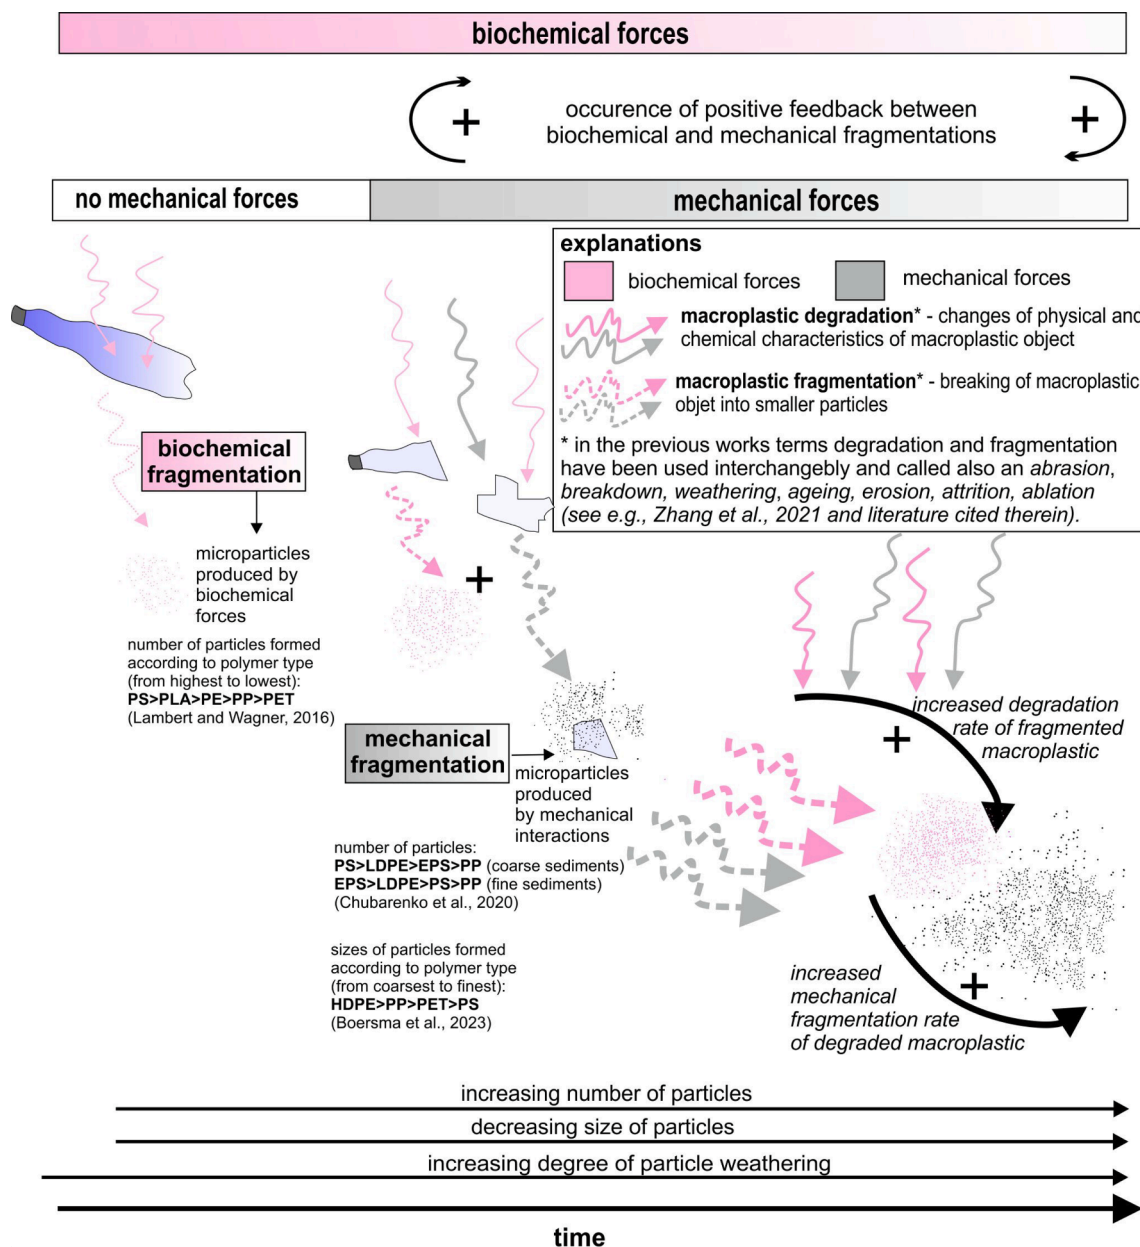 biochemical forces
occurence of positive feedback between
biochemical and mechanical fragmentations
+
+
no mechanical forces
mechanical forces
explanations
biochemical forces
mechanical forces
macroplastic degradation* - changes of physical and
chemical characteristics of macroplastic object
macroplastic fragmentation* - breaking of macroplastic
objet into smaller particles
* in the previous works terms degradation and fragmentation
have been used interchangebly and called also an abrasion,
breakdown, weathering, ageing, erosion, attrition, ablation
(see e.g., Zhang et al., 2021 and literature cited therein).
biochemical
fragmentation
microparticles
produced by
biochemical
forces
number of particles formed
according to polymer type
(from highest to lowest):
PS>PLA>PE>PP>PET
(Lambert and Wagner, 2016)
+
mechanical
fragmentation
microparticles
produced
by mechanical
interactions
number of particles:
PS>LDPE>EPS>PP (coarse sediments)
EPS>LDPE>PS>PP (fine sediments)
(Chubarenko et al., 2020)
sizes of particles formed
according to polymer type
(from coarsest to finest):
HDPE>PP>PET>PS
(Boersma et al., 2023)
increased degradation
rate of fragmented
macroplastic
+
increased
mechanical
fragmentation rate
of degraded macroplastic
+
increasing number of particles
decreasing size of particles
increasing degree of particle weathering
time